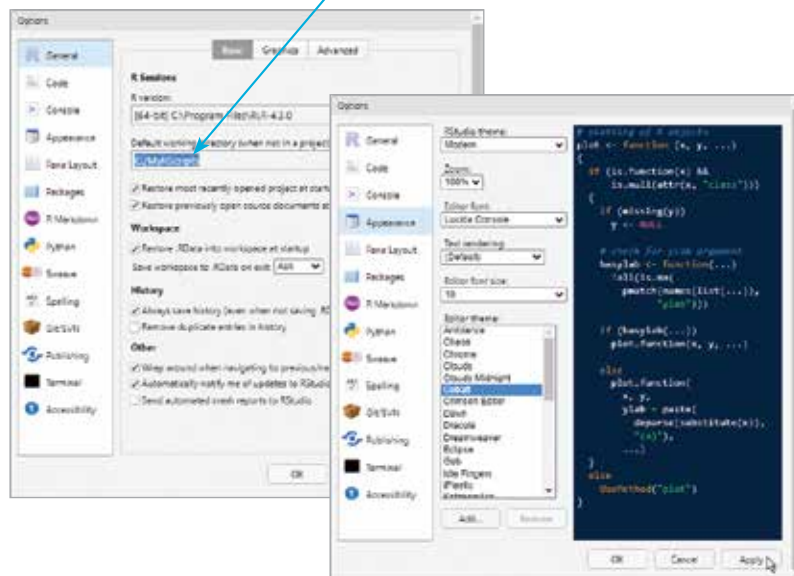 Options
General
Code
Console
Appearance
Pane Layout
Packages
R Markdown
Python
Sweave
Spelling
Git/SVN
Publishing
Terminal
Accessibility
Basic Graphics Advanced
R Sessions
R version:
[64-bit] C:\Program Files\R\R-4.2.0
Default working directory (when not in a project
C:/MyRScripts
Restore most recently opened project at start
Restore previously open source documents at
Workspace
Restore .RData into workspace at startup
Save workspace to .RData on exit: Ask
History
Always save history (even when not saving .RD
Remove duplicate entries in history
Other
Wrap around when navigating to previous/ne
Automatically notify me of updates to RStudio
Send automated crash reports to RStudio
OK
Options
General
Code
Console
Appearance
Pane Layout
Packages
R Markdown
Python
Sweave
Spelling
Git/SVN
Publishing
Terminal
Accessibility
RStudio theme:
Modern
Zoom:
100%
Editor font:
Lucida Console
Text rendering:
(Default)
Editor font size:
10
Editor theme:
Ambiance
Chaos
Chrome
Clouds
Clouds Midnight
Cobalt
Crimson Editor
Dawn
Dracula
Dreamweaver
Eclipse
Gob
Idle Fingers
iPlastic
Add... Remove
# plotting of R objects
plot <- function (x, y, ...)
{
if (is.function(x) &&
is.null(attr(x, "class")))
{
if (missing(y))
y <- NULL
# check for ylab argument
hasylab <- function(...)
!all(is.na(
pmatch(names(list(...)),
"ylab")))
if (hasylab(...))
plot.function(x, y, ...)
else
plot.function(
x, y,
ylab = paste(
deparse(substitute(x)),
"(x)"),
...)
}
else
UseMethod("plot")
}
OK Cancel Apply